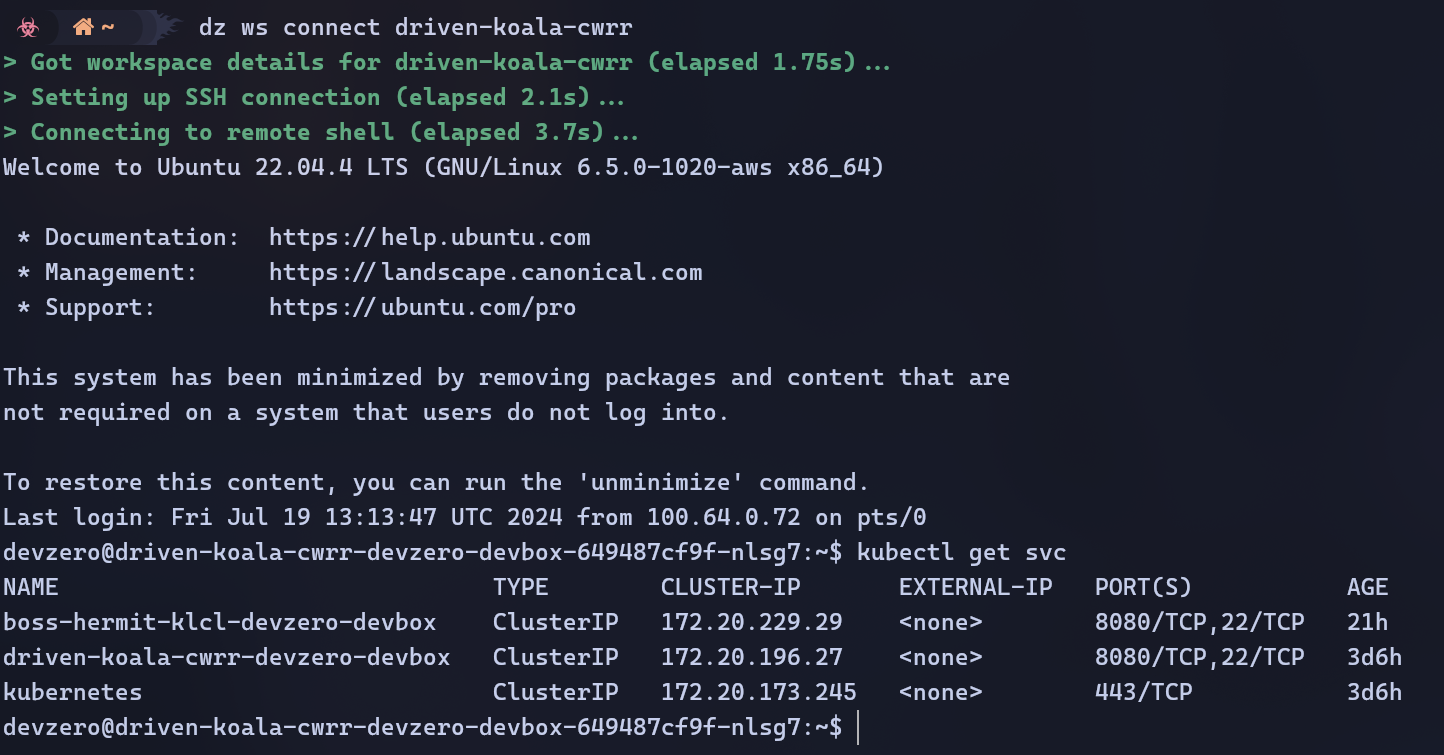 ~ dz ws connect driven-koala-cwrr
> Got workspace details for driven-koala-cwrr (elapsed 1.75s)...
> Setting up SSH connection (elapsed 2.1s)...
> Connecting to remote shell (elapsed 3.7s)...
Welcome to Ubuntu 22.04.4 LTS (GNU/Linux 6.5.0-1020-aws x86_64)
* Documentation:  https://help.ubuntu.com
* Management:     https://landscape.canonical.com
* Support:        https://ubuntu.com/pro
This system has been minimized by removing packages and content that are
not required on a system that users do not log into.
To restore this content, you can run the 'unminimize' command.
Last login: Fri Jul 19 13:13:47 UTC 2024 from 100.64.0.72 on pts/0
devzero@driven-koala-cwrr-devzero-devbox-649487cf9f-nlsg7:~$ kubectl get svc
NAME                               TYPE        CLUSTER-IP       EXTERNAL-IP   PORT(S)           AGE
boss-hermit-klcl-devzero-devbox    ClusterIP   172.20.229.29    <none>        8080/TCP,22/TCP   21h
driven-koala-cwrr-devzero-devbox   ClusterIP   172.20.196.27    <none>        8080/TCP,22/TCP   3d6h
kubernetes                         ClusterIP   172.20.173.245   <none>        443/TCP           3d6h
devzero@driven-koala-cwrr-devzero-devbox-649487cf9f-nlsg7:~$